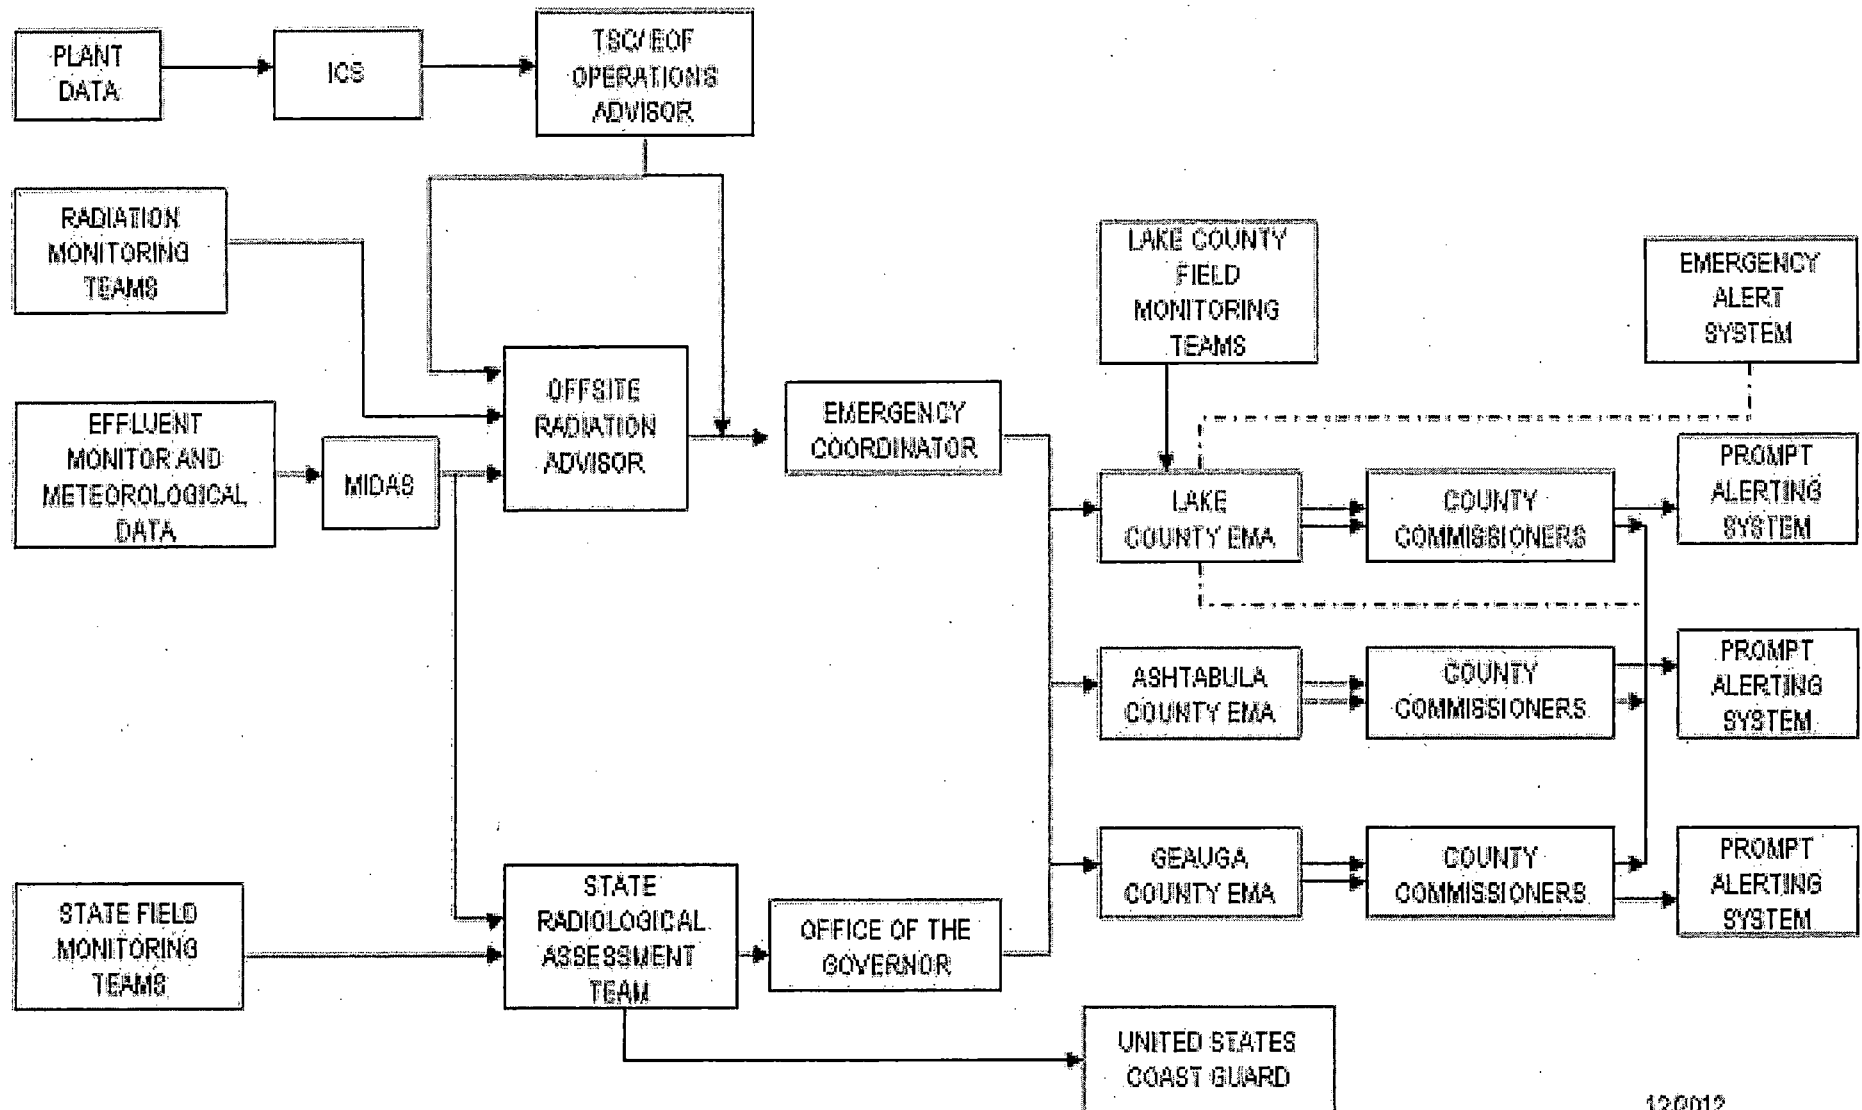 PLANT
DATA
ICS
TSC/ EOF
OPERATIONS
ADVISOR
RADIATION
MONITORING
TEAMS
LAKE COUNTY
FIELD
MONITORING
TEAMS
EMERGENCY
ALERT
SYSTEM
EFFLUENT
MONITOR AND
METEOROLOGICAL
DATA
MIDAS
OFFSITE
RADIATION
ADVISOR
EMERGENCY
COORDINATOR
LAKE
COUNTY EMA
COUNTY
COMMISSIONERS
PROMPT
ALERTING
SYSTEM
ASHTABULA
COUNTY EMA
COUNTY
COMMISSIONERS
PROMPT
ALERTING
SYSTEM
GEAUGA
COUNTY EMA
COUNTY
COMMISSIONERS
PROMPT
ALERTING
SYSTEM
STATE FIELD
MONITORING
TEAMS
STATE
RADIOLOGICAL
ASSESSMENT
TEAM
OFFICE OF THE
GOVERNOR
UNITED STATES
COAST GUARD